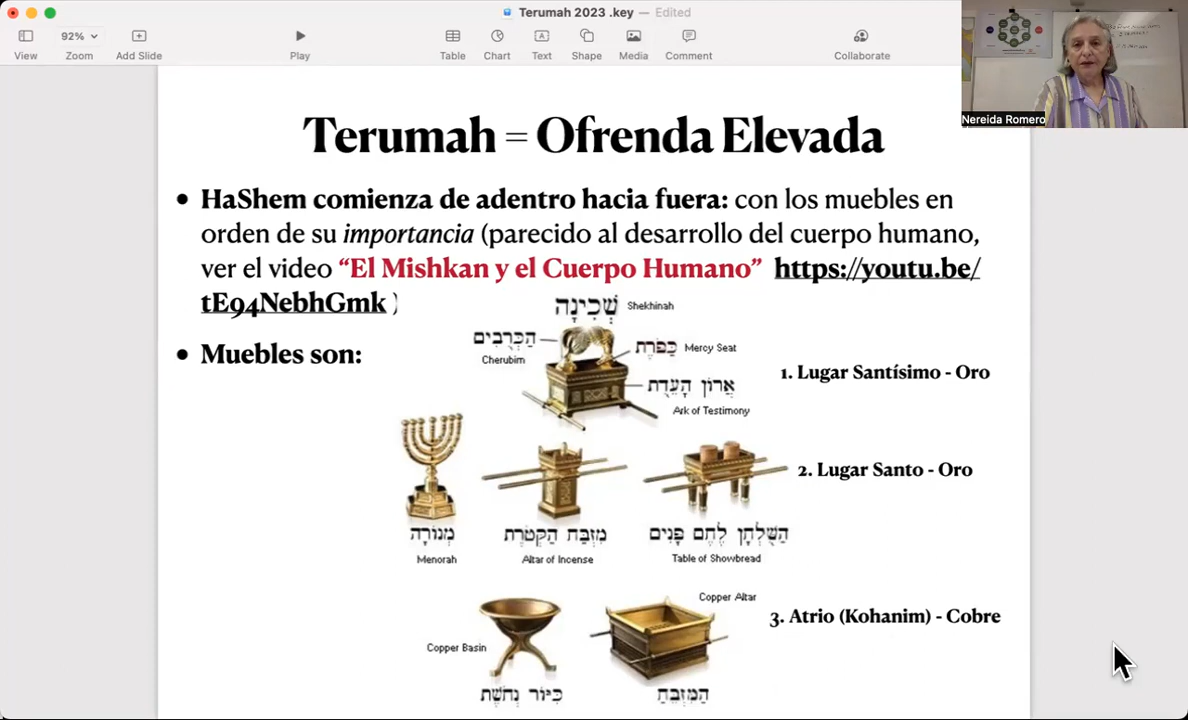 Terumah 2023 .key — Edited
92%
View
Zoom
Add Slide
Play
Table
Chart
Text
Shape
Media
Comment
Collaborate
Nereida Romero
Terumah = Ofrenda Elevada
• HaShem comienza de adentro hacia fuera: con los muebles en
orden de su importancia (parecido al desarrollo del cuerpo humano,
ver el video “El Mishkan y el Cuerpo Humano” https://youtu.be/
tE94NebhGmk )
שְׁכִינָה Shekhinah
• Muebles son:
הַכְּרֻבִים
Cherubim
כַּפֹּרֶת Mercy Seat
אֲרוֹן הָעֵדֻת
Ark of Testimony
1. Lugar Santísimo - Oro
2. Lugar Santo - Oro
מְנוֹרָה
Menorah
מִזְבַּח הַקְּטֹרֶת
Altar of Incense
הַשֻּׁלְחָן לֶחֶם פָּנִים
Table of Showbread
Copper Altar
3. Atrio (Kohanim) - Cobre
Copper Basin
כִּיּוֹר נְחֹשֶׁת
הַמִּזְבֵּחַ